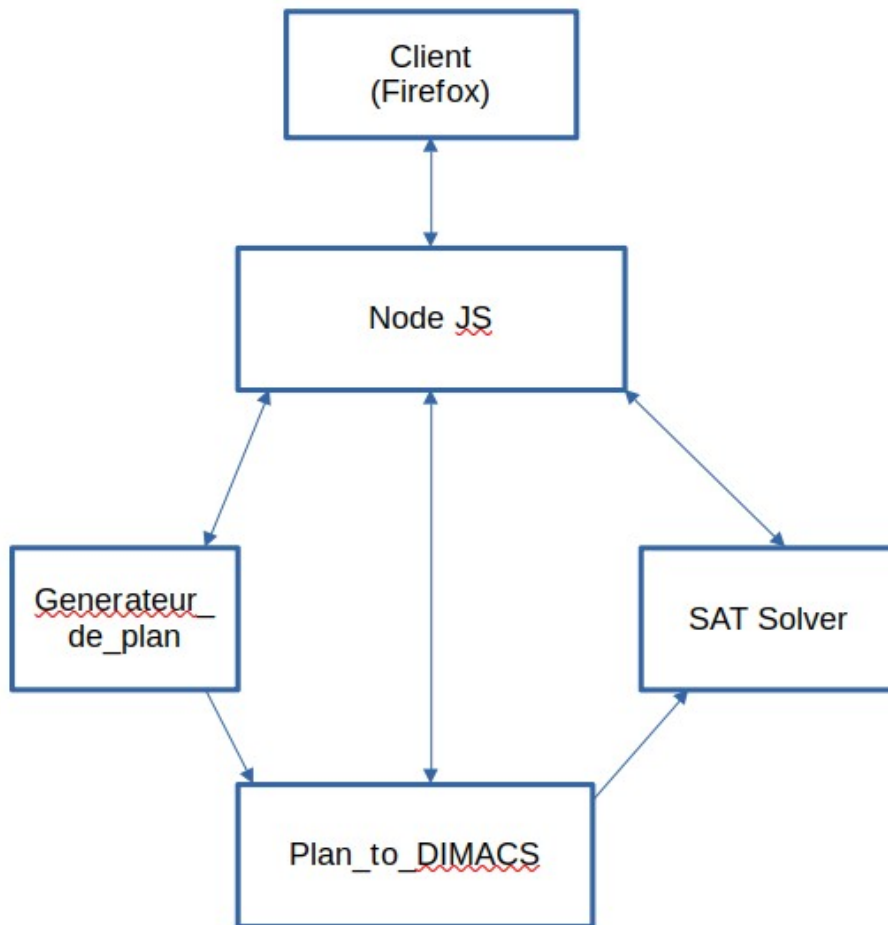 Client
(Firefox)
Node JS
Generateur_
de_plan
SAT Solver
Plan_to_DIMACS